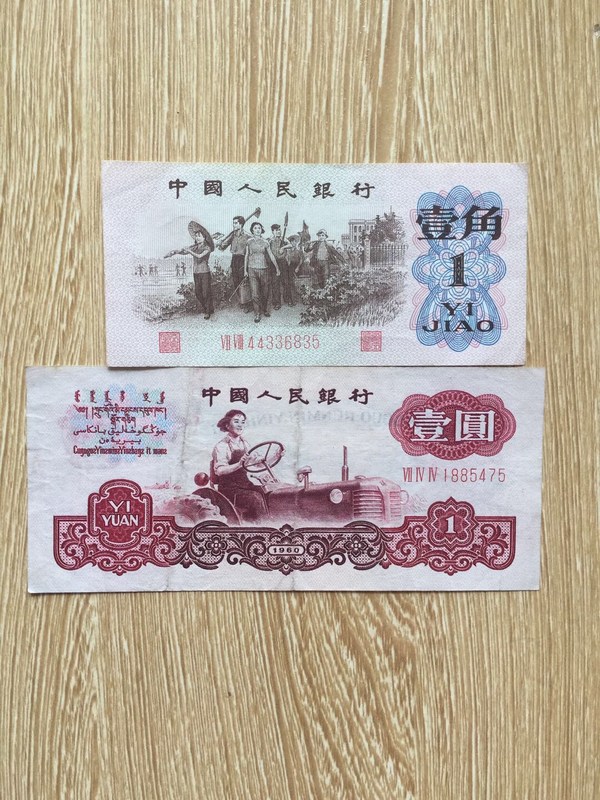 中國人民銀行
壹角
1
YI
JIAO
VII VIII 44336835
中國人民銀行
壹圓
VII IV IV 1885475
YI
YUAN
1960
1